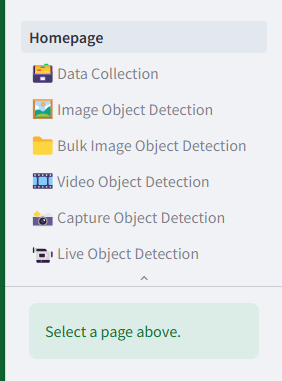 Homepage
Data Collection
Image Object Detection
Bulk Image Object Detection
Video Object Detection
Capture Object Detection
Live Object Detection
Select a page above.